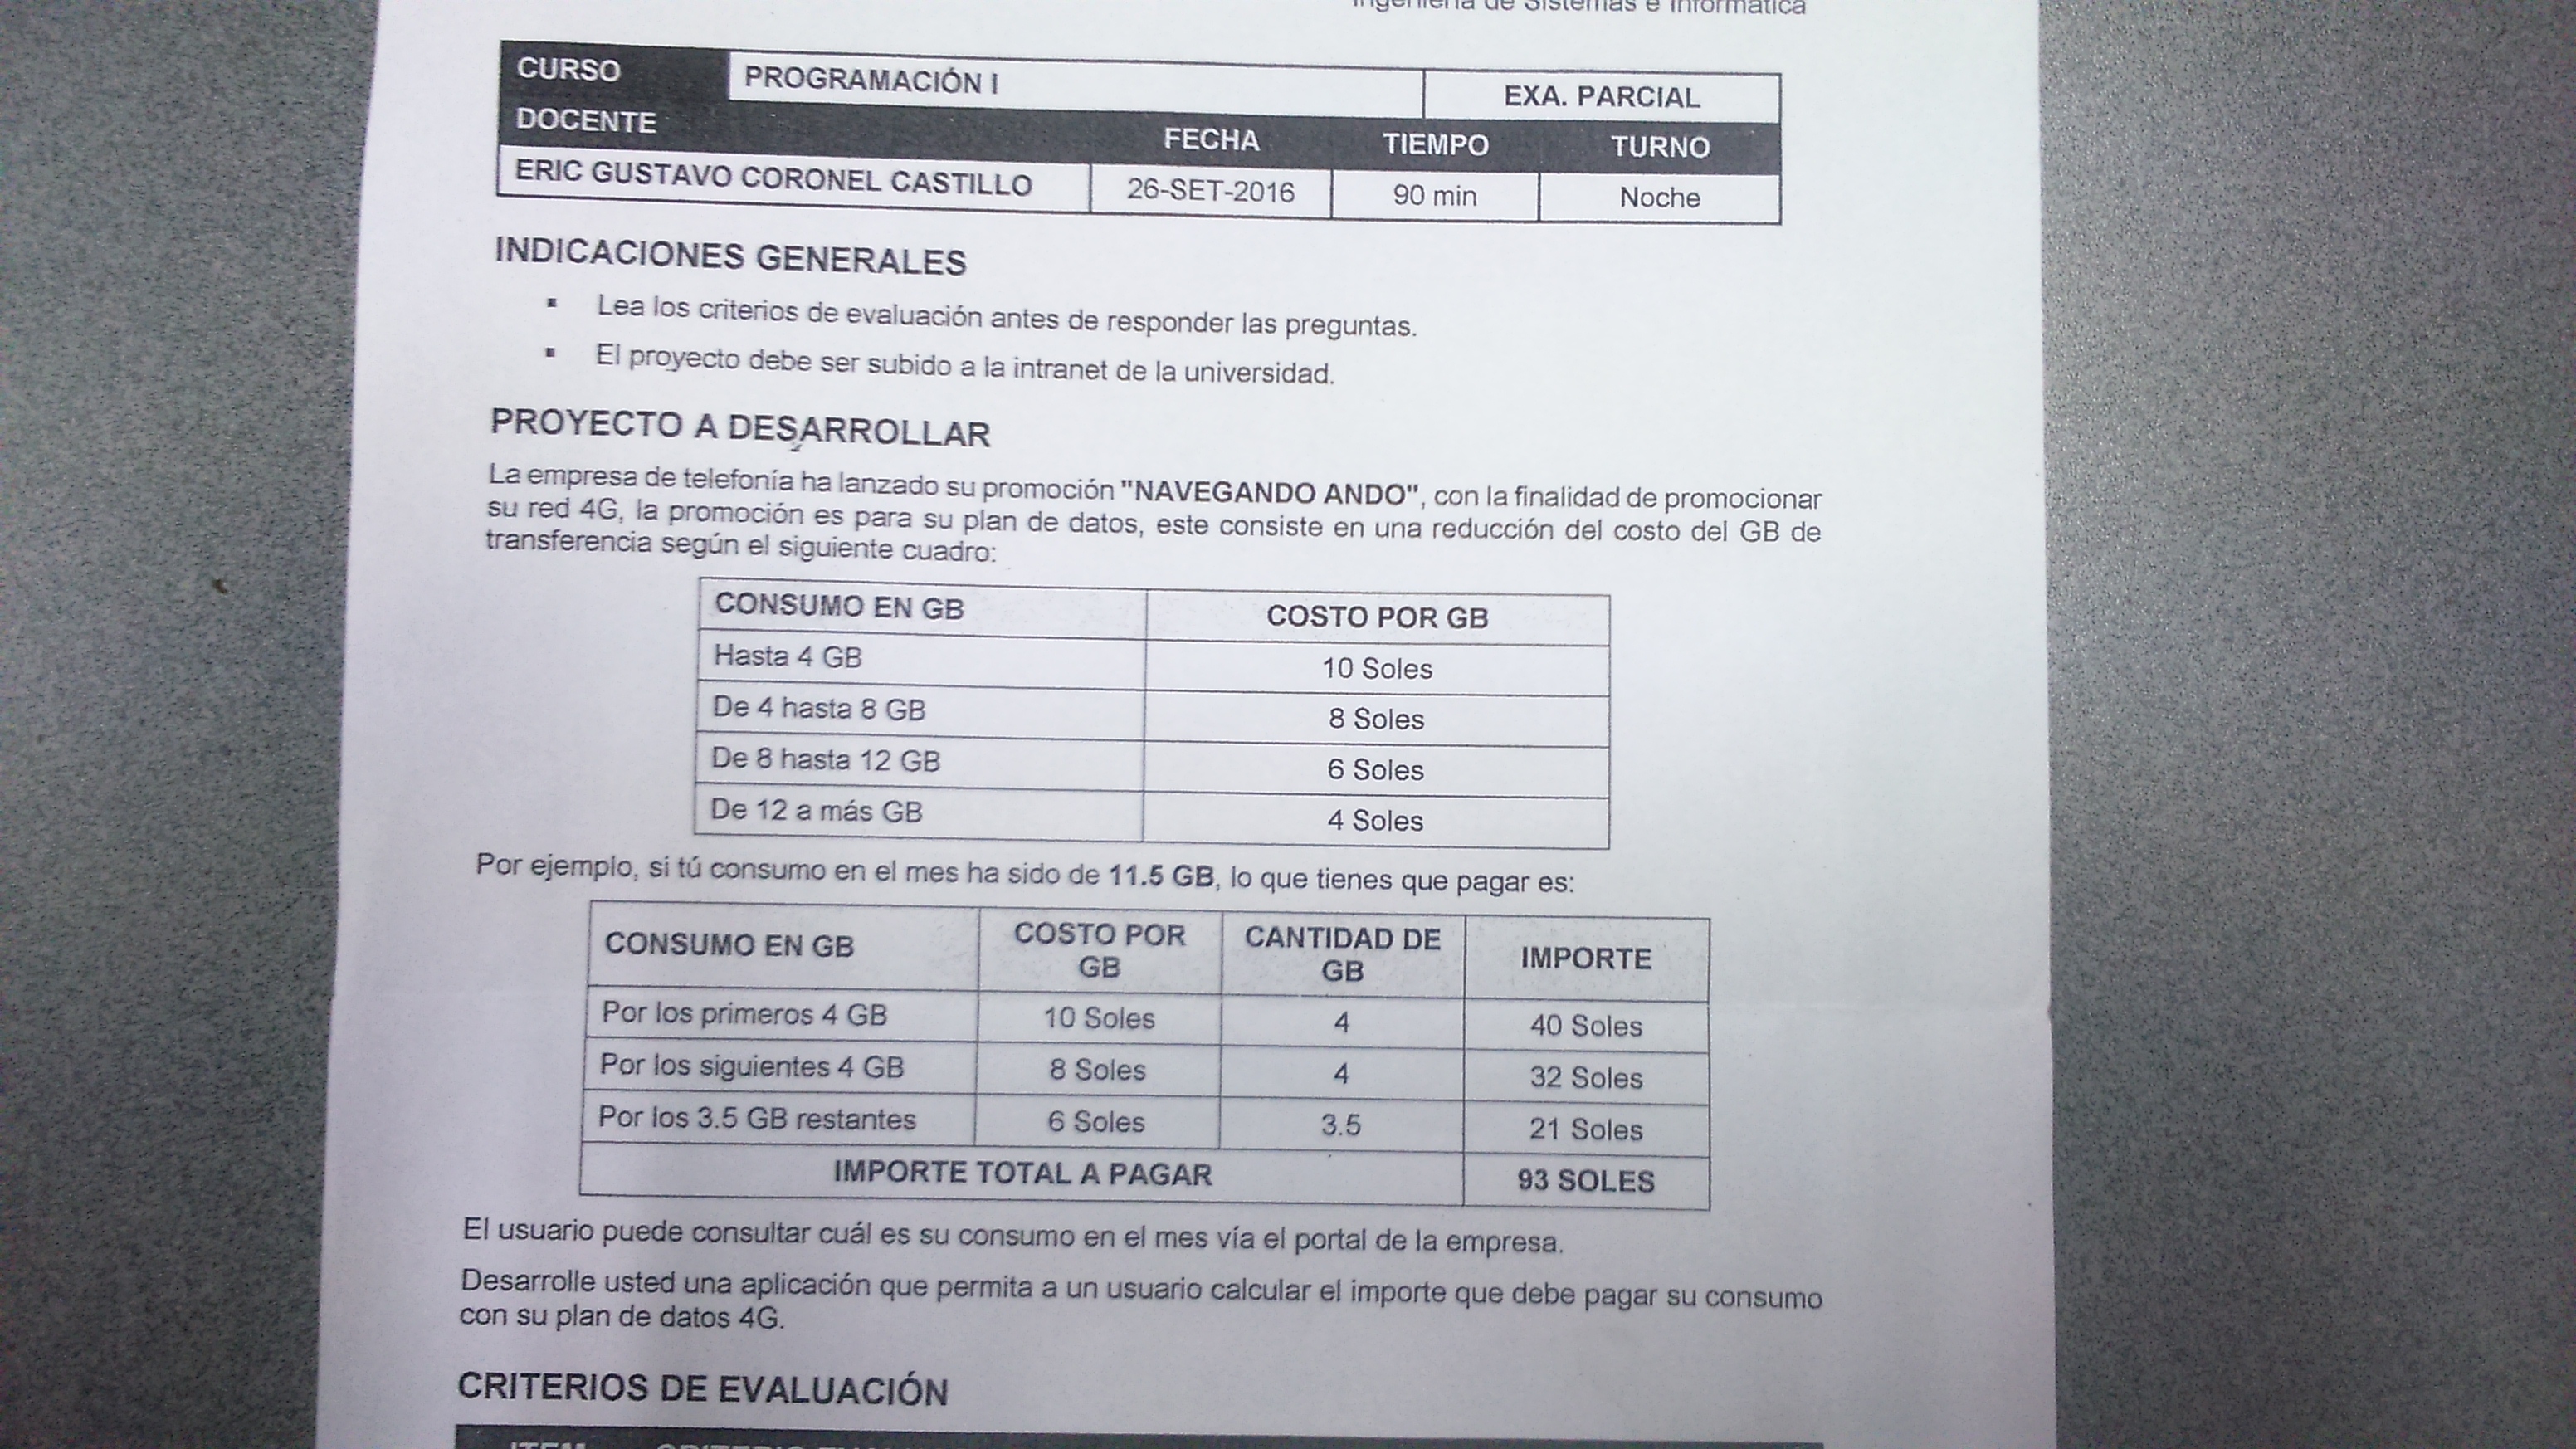 Ingeniería de Sistemas e Informática
CURSO PROGRAMACIÓN I EXA. PARCIAL
DOCENTE FECHA TIEMPO TURNO
ERIC GUSTAVO CORONEL CASTILLO 26-SET-2016 90 min Noche
INDICACIONES GENERALES
▪ Lea los criterios de evaluación antes de responder las preguntas.
▪ El proyecto debe ser subido a la intranet de la universidad.
PROYECTO A DESARROLLAR
La empresa de telefonía ha lanzado su promoción "NAVEGANDO ANDO", con la finalidad de promocionar
su red 4G, la promoción es para su plan de datos, este consiste en una reducción del costo del GB de
transferencia según el siguiente cuadro:
CONSUMO EN GB COSTO POR GB
Hasta 4 GB 10 Soles
De 4 hasta 8 GB 8 Soles
De 8 hasta 12 GB 6 Soles
De 12 a más GB 4 Soles
Por ejemplo, si tú consumo en el mes ha sido de 11.5 GB, lo que tienes que pagar es:
CONSUMO EN GB COSTO POR GB CANTIDAD DE GB IMPORTE
Por los primeros 4 GB 10 Soles 4 40 Soles
Por los siguientes 4 GB 8 Soles 4 32 Soles
Por los 3.5 GB restantes 6 Soles 3.5 21 Soles
IMPORTE TOTAL A PAGAR 93 SOLES
El usuario puede consultar cuál es su consumo en el mes vía el portal de la empresa.
Desarrolle usted una aplicación que permita a un usuario calcular el importe que debe pagar su consumo
con su plan de datos 4G.
CRITERIOS DE EVALUACIÓN
ITEM